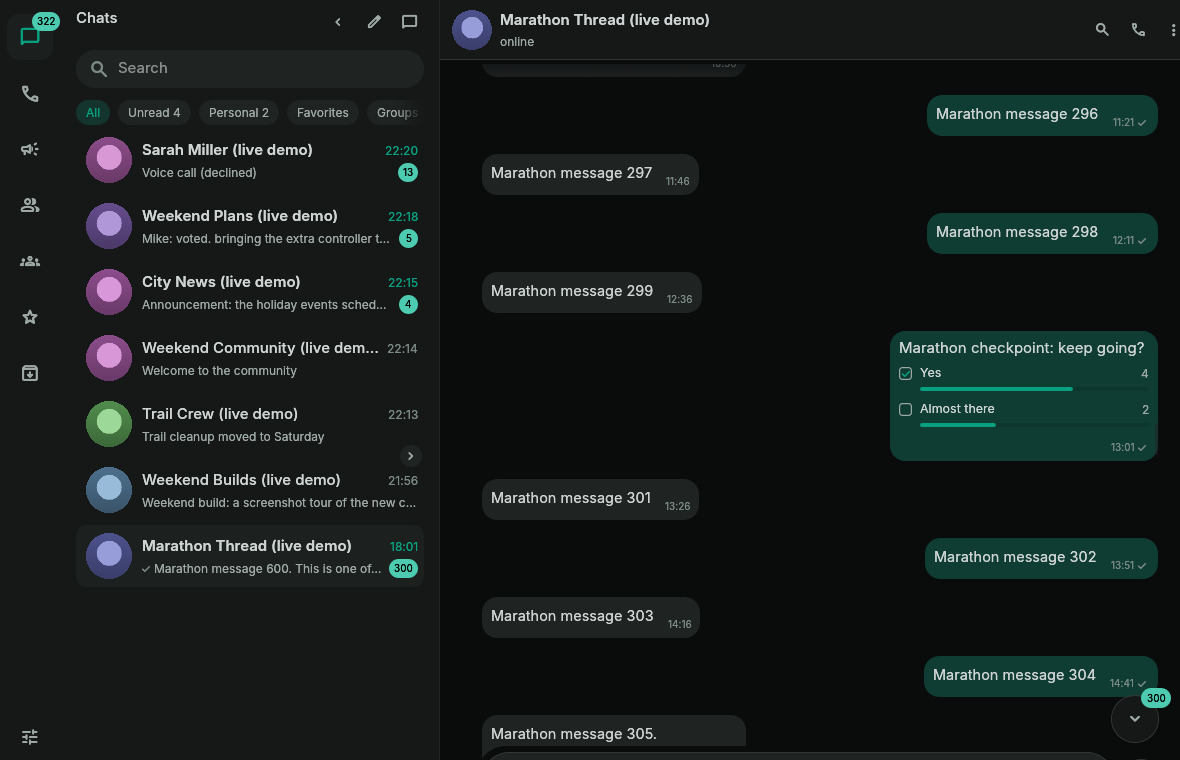 322
Chats
Search
All
Unread 4
Personal 2
Favorites
Groups
Sarah Miller (live demo)
22:20
Voice call (declined)
13
Weekend Plans (live demo)
22:18
Mike: voted. bringing the extra controller t...
5
City News (live demo)
22:15
Announcement: the holiday events sched...
4
Weekend Community (live dem...
22:14
Welcome to the community
Trail Crew (live demo)
22:13
Trail cleanup moved to Saturday
Weekend Builds (live demo)
21:56
Weekend build: a screenshot tour of the new c...
Marathon Thread (live demo)
18:01
Marathon message 600. This is one of...
300
Marathon Thread (live demo)
online
Marathon message 296
11:21
Marathon message 297
11:46
Marathon message 298
12:11
Marathon message 299
12:36
Marathon checkpoint: keep going?
Yes
4
Almost there
2
13:01
Marathon message 301
13:26
Marathon message 302
13:51
Marathon message 303
14:16
Marathon message 304
14:41
300
Marathon message 305.